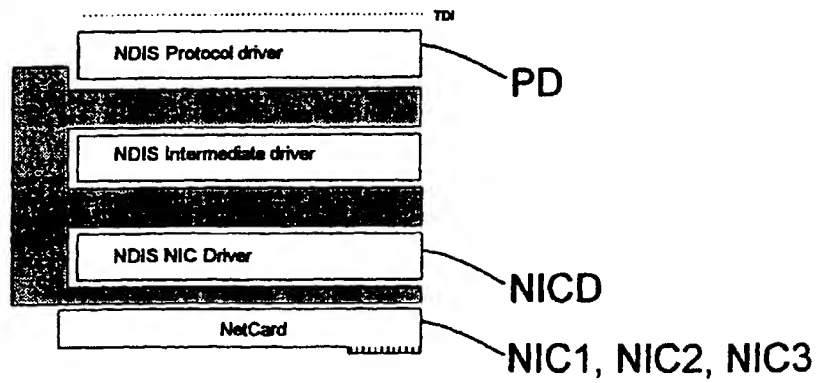 TDI
NDIS Protocol driver
PD
NDIS Intermediate driver
NDIS NIC Driver
NICD
NetCard
NIC1, NIC2, NIC3